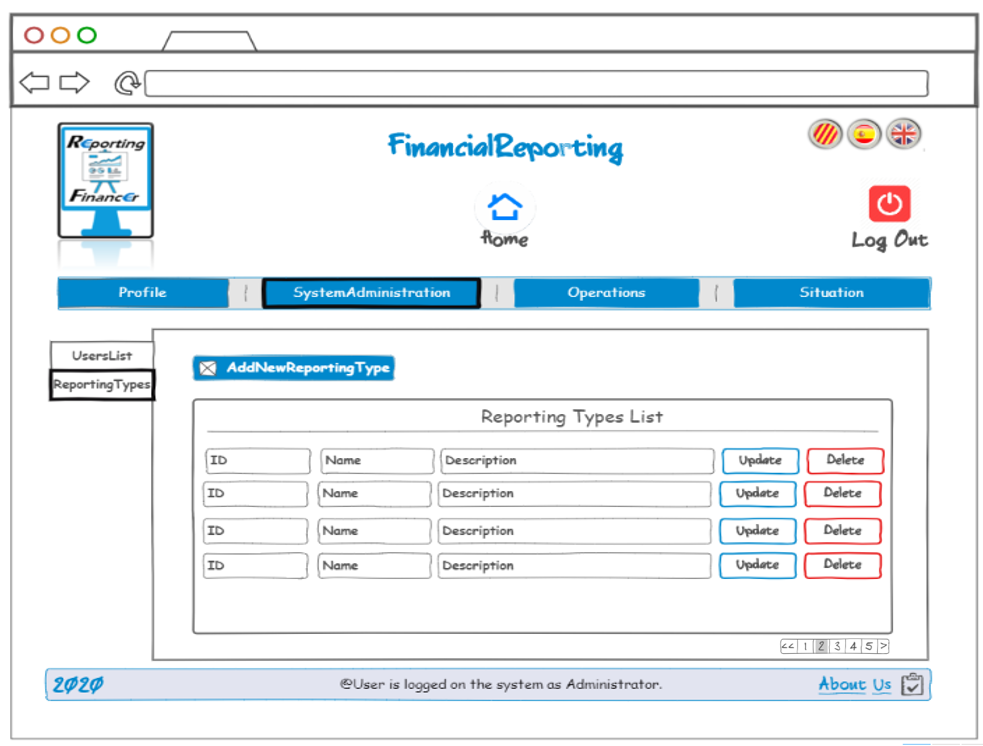 Reporting
Financer
FinancialReporting
Home
Log Out
Profile | SystemAdministration | Operations | Situation
UsersList
ReportingTypes
AddNewReportingType
Reporting Types List
ID Name Description Update Delete
ID Name Description Update Delete
ID Name Description Update Delete
ID Name Description Update Delete
<< 1 2 3 4 5 >
2020 @User is logged on the system as Administrator. About Us